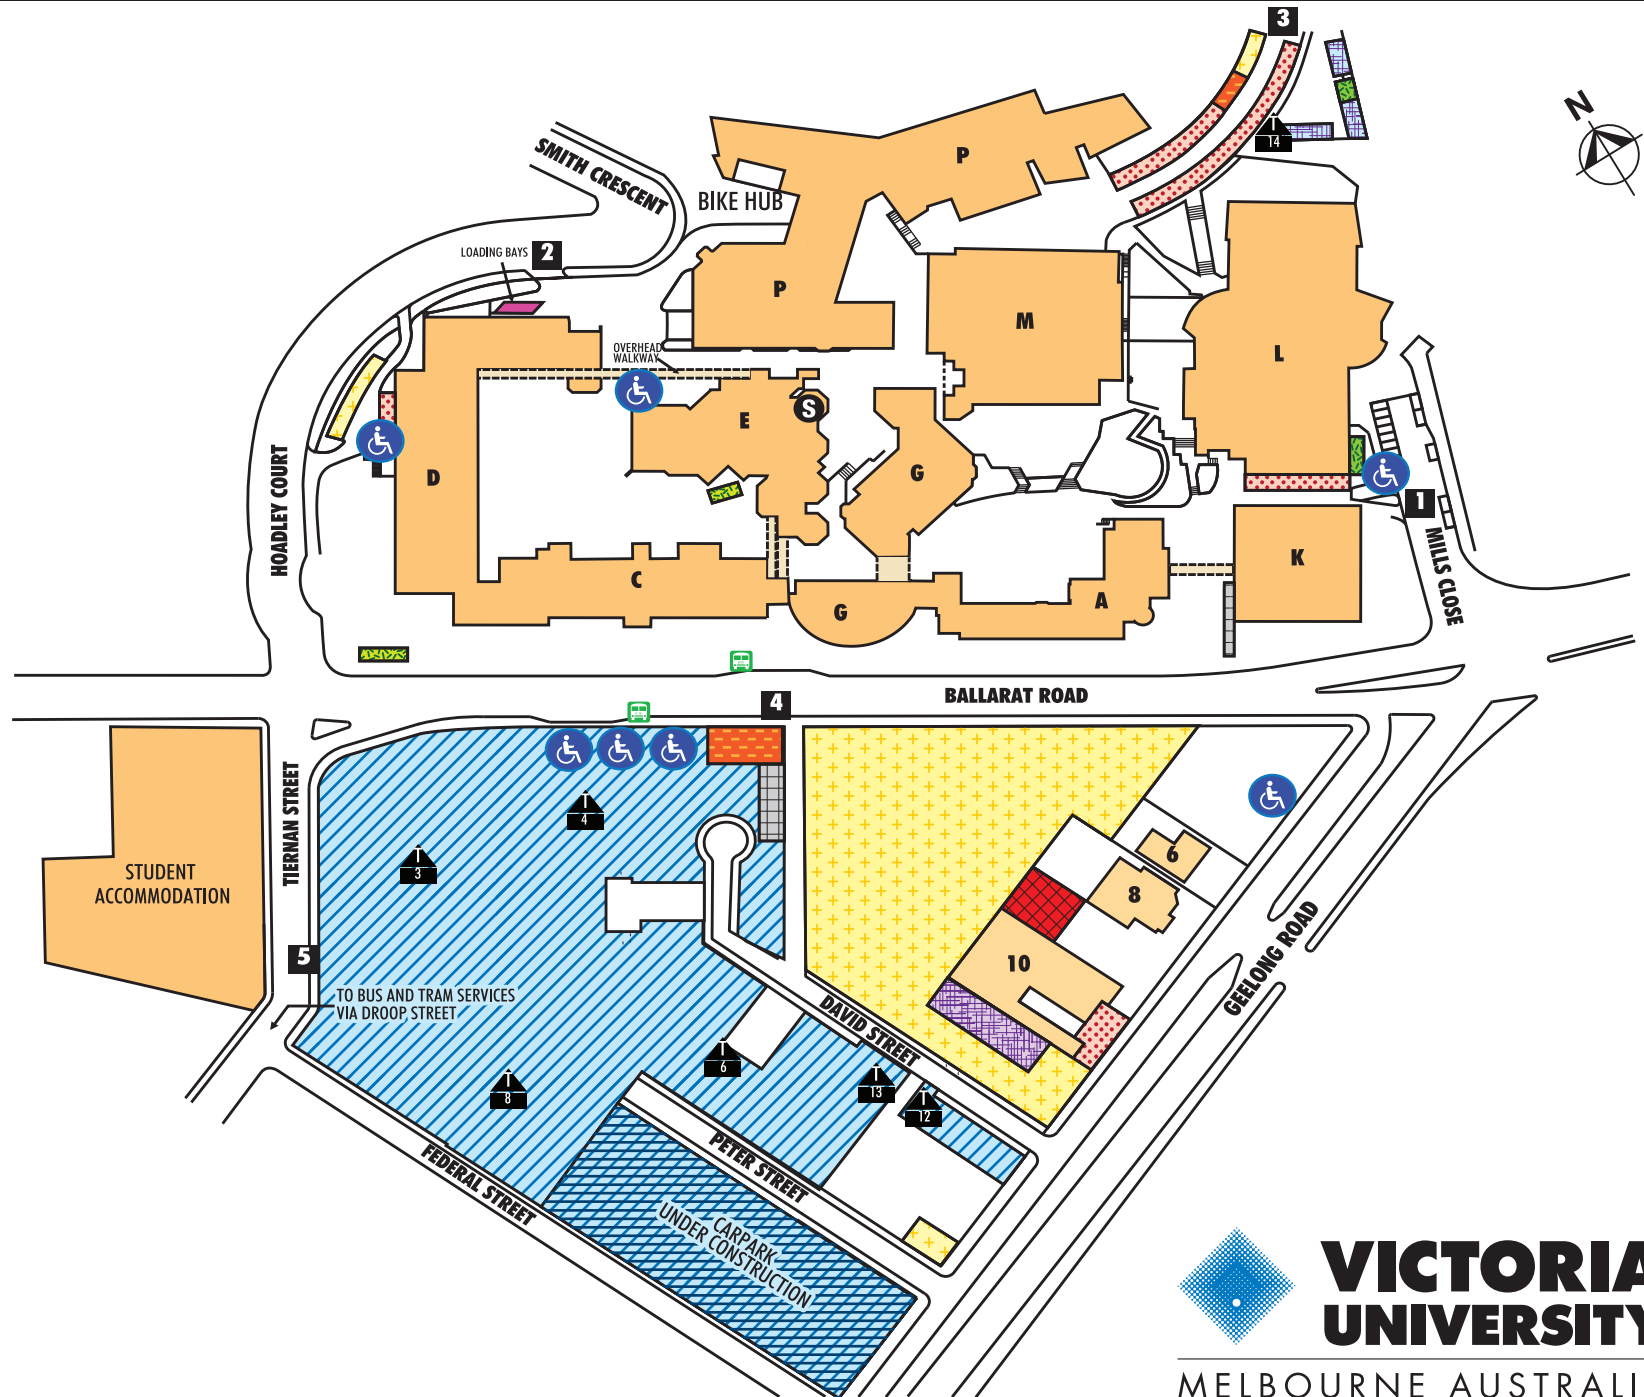 3
N
T
14
SMITH CRESCENT
P
BIKE HUB
LOADING BAYS
2
P
M
L
OVERHEAD
WALKWAY
S
E
D
G
HOADLEY COURT
1
MILLS CLOSE
K
C
G
A
BALLARAT ROAD
4
TIERNAN STREET
T
4
T
3
STUDENT
ACCOMMODATION
6
8
10
GEELONG ROAD
5
TO BUS AND TRAM SERVICES
VIA DROOP STREET
DAVID STREET
T
6
T
13
T
12
T
8
PETER STREET
FEDERAL STREET
CARPARK
UNDER CONSTRUCTION
VICTORIA
UNIVERSITY
MELBOURNE AUSTRALI